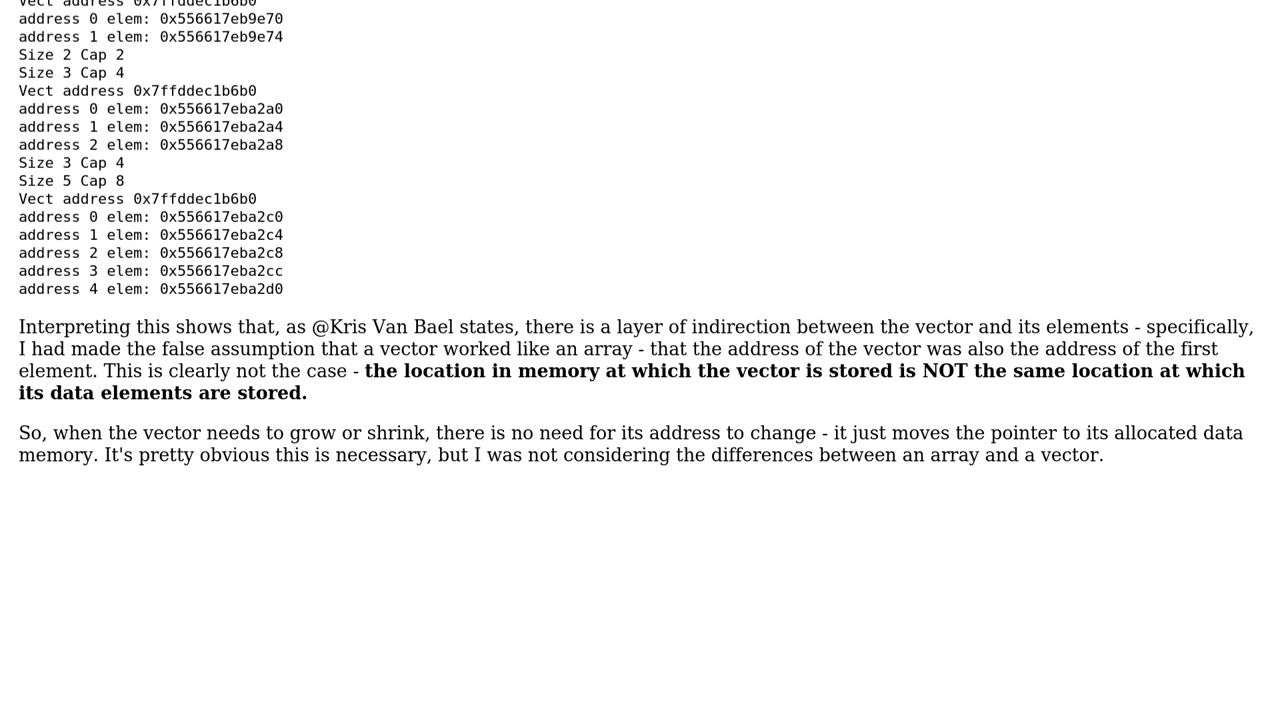 Vect address 0x7ffddec1b6b0
address 0 elem: 0x556617eb9e70
address 1 elem: 0x556617eb9e74
Size 2 Cap 2
Size 3 Cap 4
Vect address 0x7ffddec1b6b0
address 0 elem: 0x556617eba2a0
address 1 elem: 0x556617eba2a4
address 2 elem: 0x556617eba2a8
Size 3 Cap 4
Size 5 Cap 8
Vect address 0x7ffddec1b6b0
address 0 elem: 0x556617eba2c0
address 1 elem: 0x556617eba2c4
address 2 elem: 0x556617eba2c8
address 3 elem: 0x556617eba2cc
address 4 elem: 0x556617eba2d0
Interpreting this shows that, as @Kris Van Bael states, there is a layer of indirection between the vector and its elements - specifically,
I had made the false assumption that a vector worked like an array - that the address of the vector was also the address of the first
element. This is clearly not the case - the location in memory at which the vector is stored is NOT the same location at which
its data elements are stored.
So, when the vector needs to grow or shrink, there is no need for its address to change - it just moves the pointer to its allocated data
memory. It's pretty obvious this is necessary, but I was not considering the differences between an array and a vector.